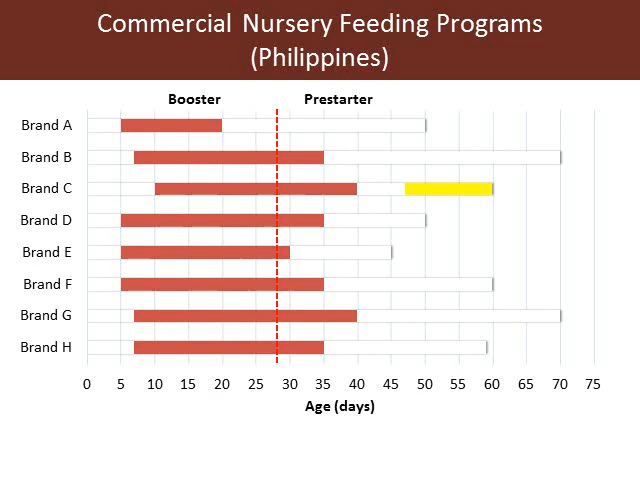 Commercial Nursery Feeding Programs
(Philippines)
Booster Prestarter
Brand A
Brand B
Brand C
Brand D
Brand E
Brand F
Brand G
Brand H
0 5 10 15 20 25 30 35 40 45 50 55 60 65 70 75
Age (days)